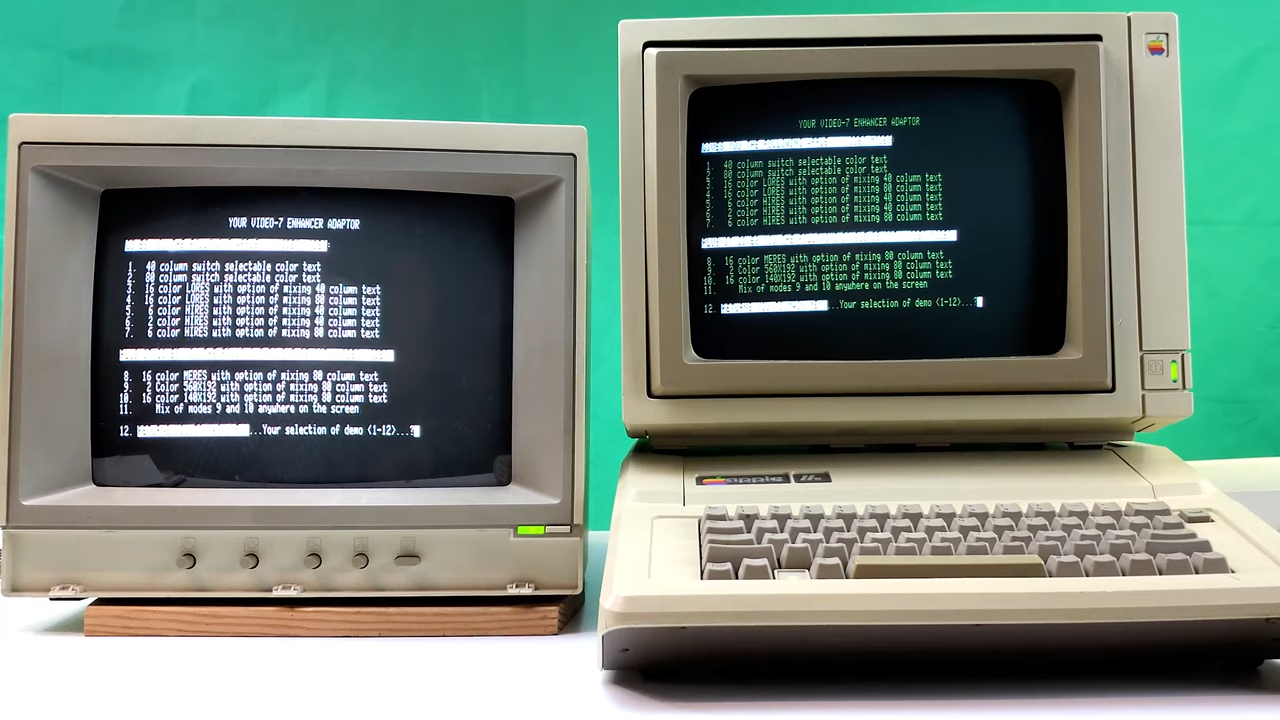 YOUR VIDEO-7 ENHANCER ADAPTOR
1. 40 column switch selectable color text
2. 80 column switch selectable color text
3. 16 color LORES with option of mixing 40 column text
4. 16 color LORES with option of mixing 80 column text
5. 6 color HIRES with option of mixing 40 column text
6. 2 color HIRES with option of mixing 40 column text
7. 6 color HIRES with option of mixing 80 column text
8. 16 color MERES with option of mixing 80 column text
9. 2 Color 560X192 with option of mixing 80 column text
10. 16 color 140X192 with option of mixing 80 column text
11. Mix of modes 9 and 10 anywhere on the screen
12. ...Your selection of demo (1-12)...?
YOUR VIDEO-7 ENHANCER ADAPTOR
1. 40 column switch selectable color text
2. 80 column switch selectable color text
3. 16 color LORES with option of mixing 40 column text
4. 16 color LORES with option of mixing 80 column text
5. 6 color HIRES with option of mixing 40 column text
6. 2 color HIRES with option of mixing 40 column text
7. 6 color HIRES with option of mixing 80 column text
8. 16 color MERES with option of mixing 80 column text
9. 2 Color 560X192 with option of mixing 80 column text
10. 16 color 140X192 with option of mixing 80 column text
11. Mix of modes 9 and 10 anywhere on the screen
12. ...Your selection of demo (1-12)...?
apple IIe